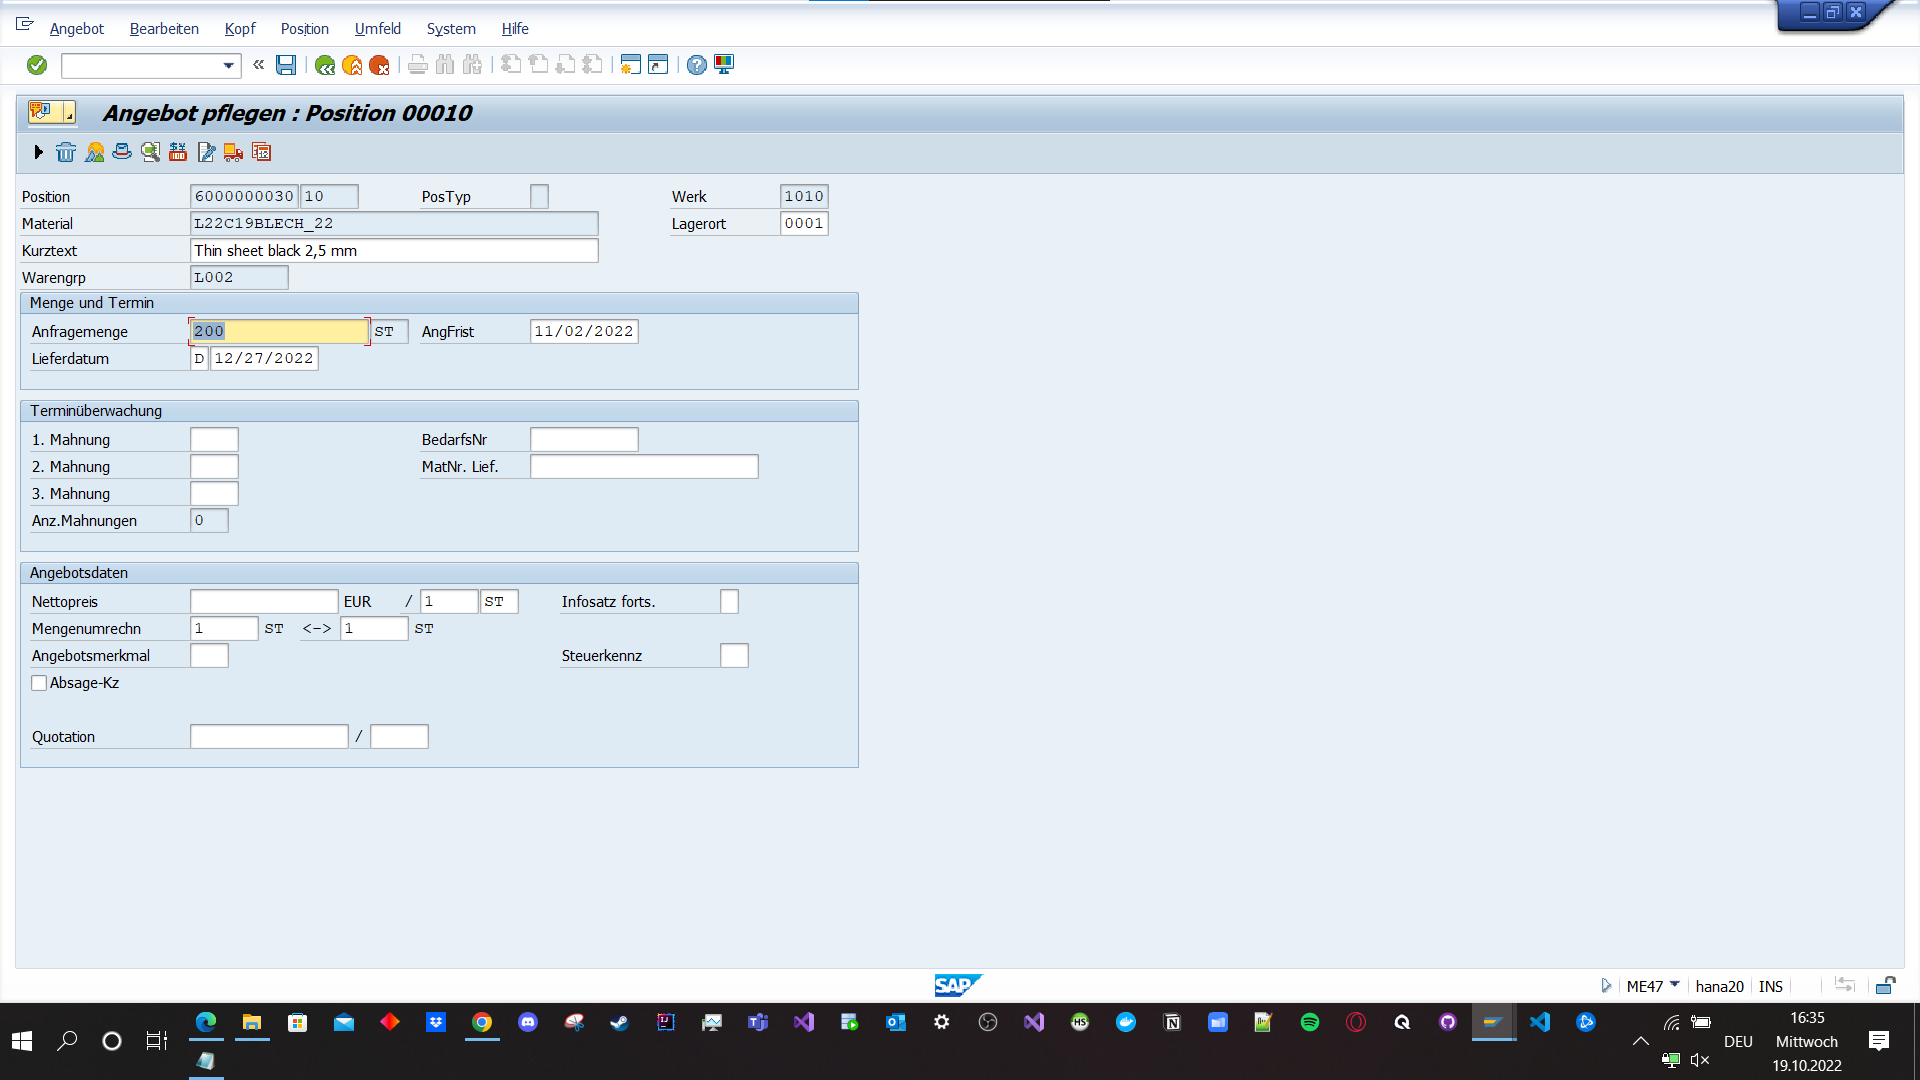 Angebot Bearbeiten Kopf Position Umfeld System Hilfe
Angebot pflegen : Position 00010
Position 6000000030 10 PosTyp Werk 1010
Material L22C19BLECH_22 Lagerort 0001
Kurztext Thin sheet black 2,5 mm
Warengrp L002
Menge und Termin
Anfragemenge 200 ST AngFrist 11/02/2022
Lieferdatum D 12/27/2022
Terminüberwachung
1. Mahnung BedarfsNr
2. Mahnung MatNr. Lief.
3. Mahnung
Anz.Mahnungen 0
Angebotsdaten
Nettopreis EUR / 1 ST Infosatz forts.
Mengenumrechn 1 ST <-> 1 ST
Angebotsmerkmal Steuerkennz
Absage-Kz
Quotation /
SAP ME47 hana20 INS
16:35
DEU Mittwoch
19.10.2022